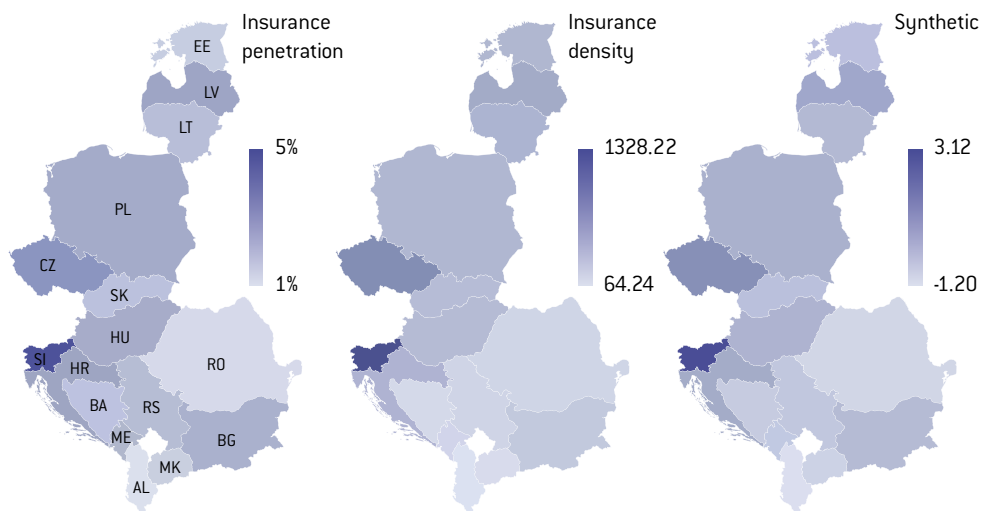 Insurance
penetration
EE
LV
LT
5%
PL
CZ
1%
SK
HU
SI
HR
RO
BA
RS
ME
BG
MK
AL
Insurance
density
1328.22
64.24
Synthetic
3.12
-1.20